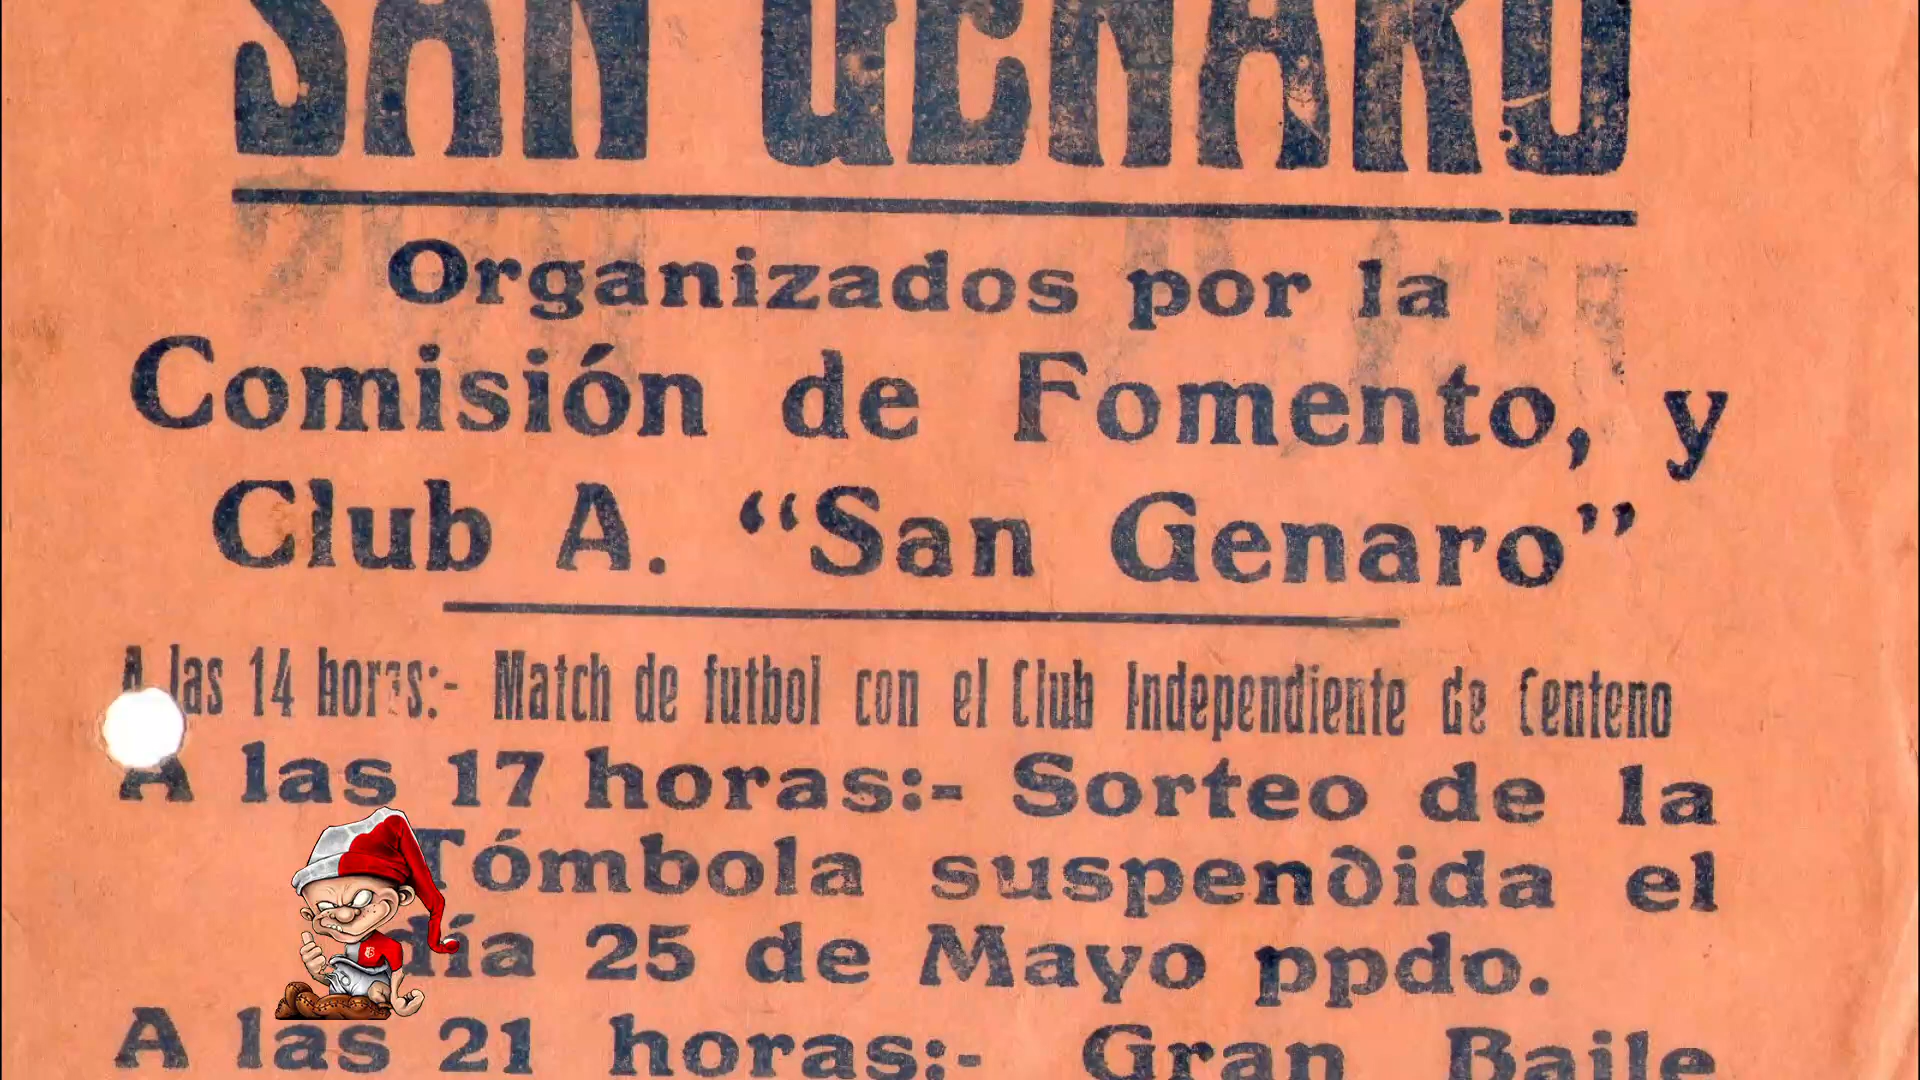 SAN GENARO
Organizados por la
Comisión de Fomento, y
Club A. “San Genaro”
A las 14 horas:- Match de futbol con el Club Independiente de Centeno
A las 17 horas:- Sorteo de la
Tómbola suspendida el
día 25 de Mayo ppdo.
A las 21 horas:- Gran Baile